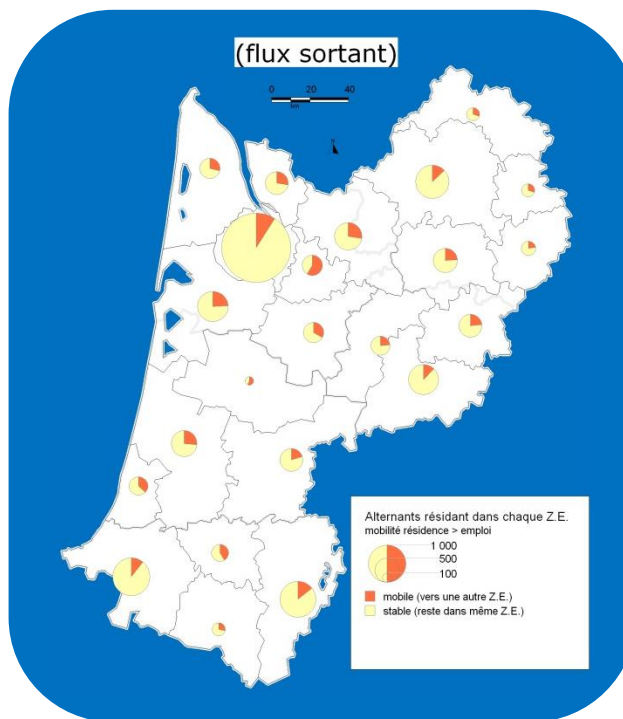 (flux sortant)
0 20 40
km
N
Alternants résidant dans chaque Z.E.
mobilité résidence > emploi
1 000
500
100
mobile (vers une autre Z.E.)
stable (reste dans même Z.E.)